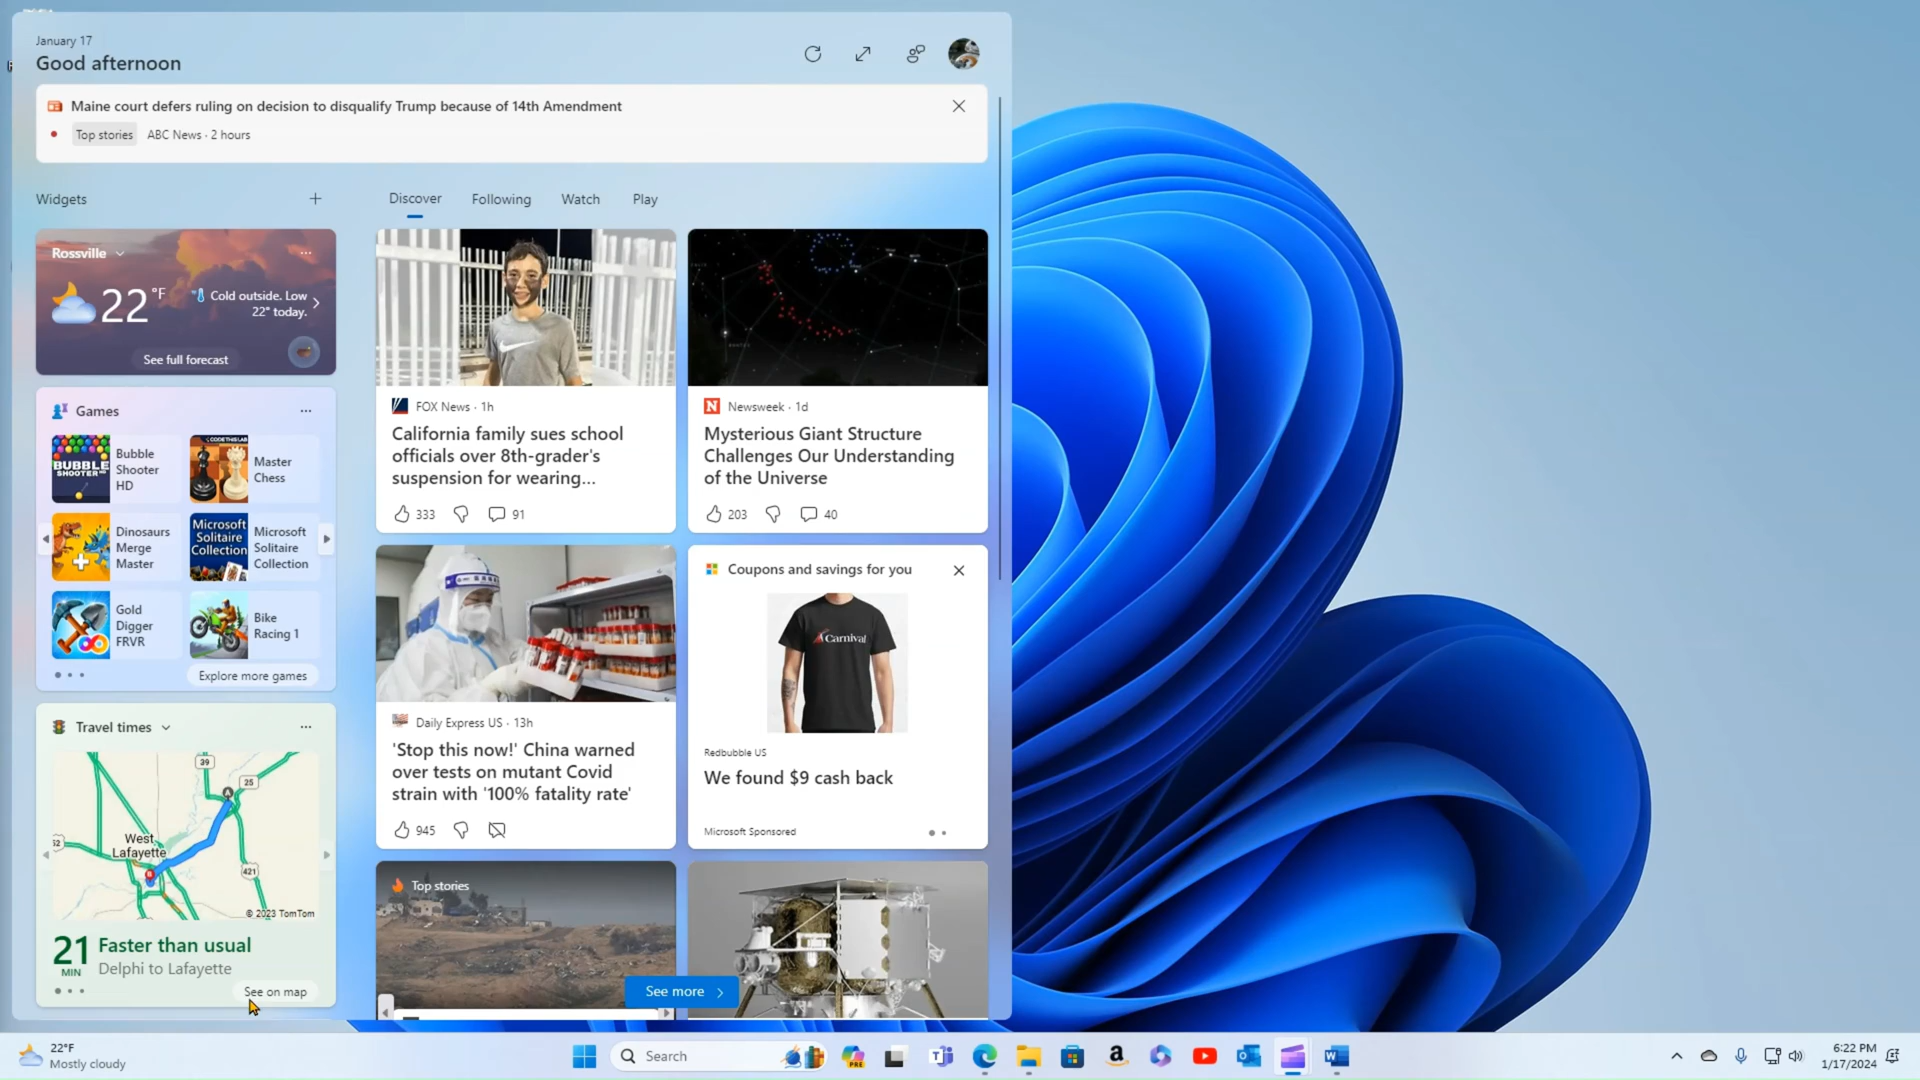 January 17
Good afternoon
Maine court defers ruling on decision to disqualify Trump because of 14th Amendment
Top stories ABC News · 2 hours
Widgets
Discover Following Watch Play
Rossville
22 °F
Cold outside. Low
22° today.
See full forecast
Games
BUBBLE
SHOOTER
Bubble
Shooter
HD
CODETHISLAB
Master
Chess
Dinosaurs
Merge
Master
Microsoft
Solitaire
Collection
Microsoft
Solitaire
Collection
Gold
Digger
FRVR
Bike
Racing 1
Explore more games
Travel times
39
25
52
West
Lafayette
421
A
© 2023 TomTom
21
MIN
Faster than usual
Delphi to Lafayette
See on map
FOX News · 1h
California family sues school
officials over 8th-grader's
suspension for wearing...
333
91
N
Newsweek · 1d
Mysterious Giant Structure
Challenges Our Understanding
of the Universe
203
40
Daily Express US · 13h
'Stop this now!' China warned
over tests on mutant Covid
strain with '100% fatality rate'
945
Coupons and savings for you
Carnival
Redbubble US
We found $9 cash back
Microsoft Sponsored
Top stories
See more
22°F
Mostly cloudy
Search
PRE
6:22 PM
1/17/2024